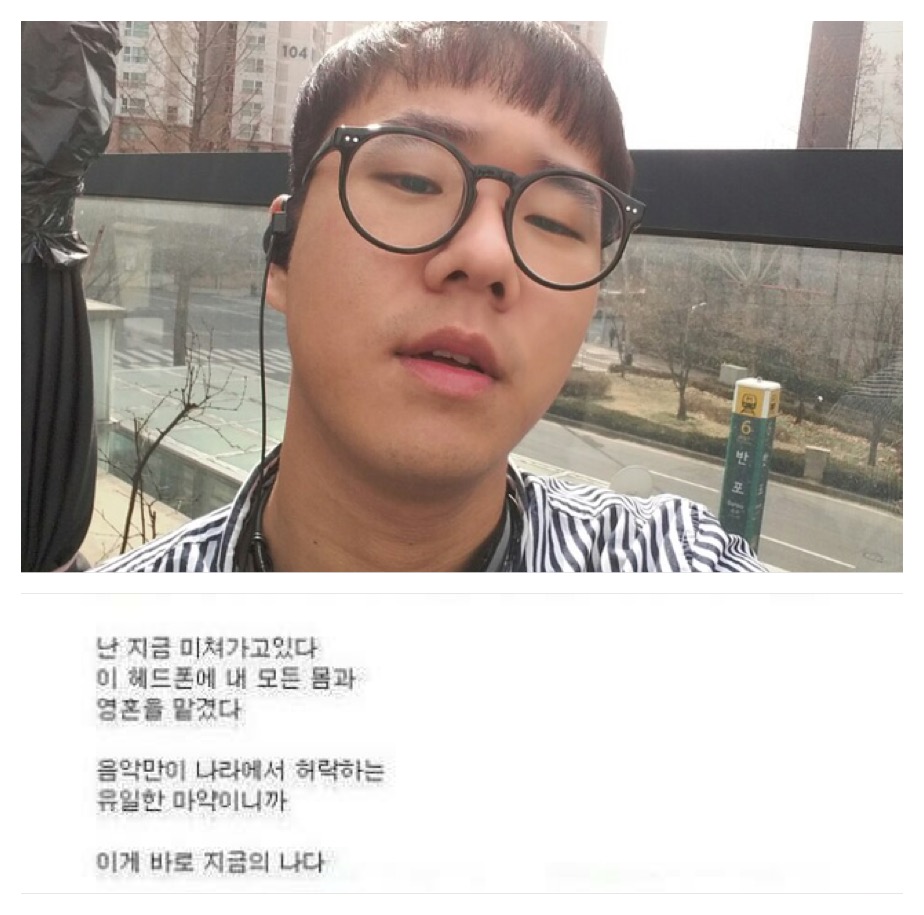 104
6
반
포
난 지금 미쳐가고있다
이 헤드폰에 내 모든 몸과
영혼을 맡겼다
음악만이 나라에서 허락하는
유일한 마약이니까
이게 바로 지금의 나다